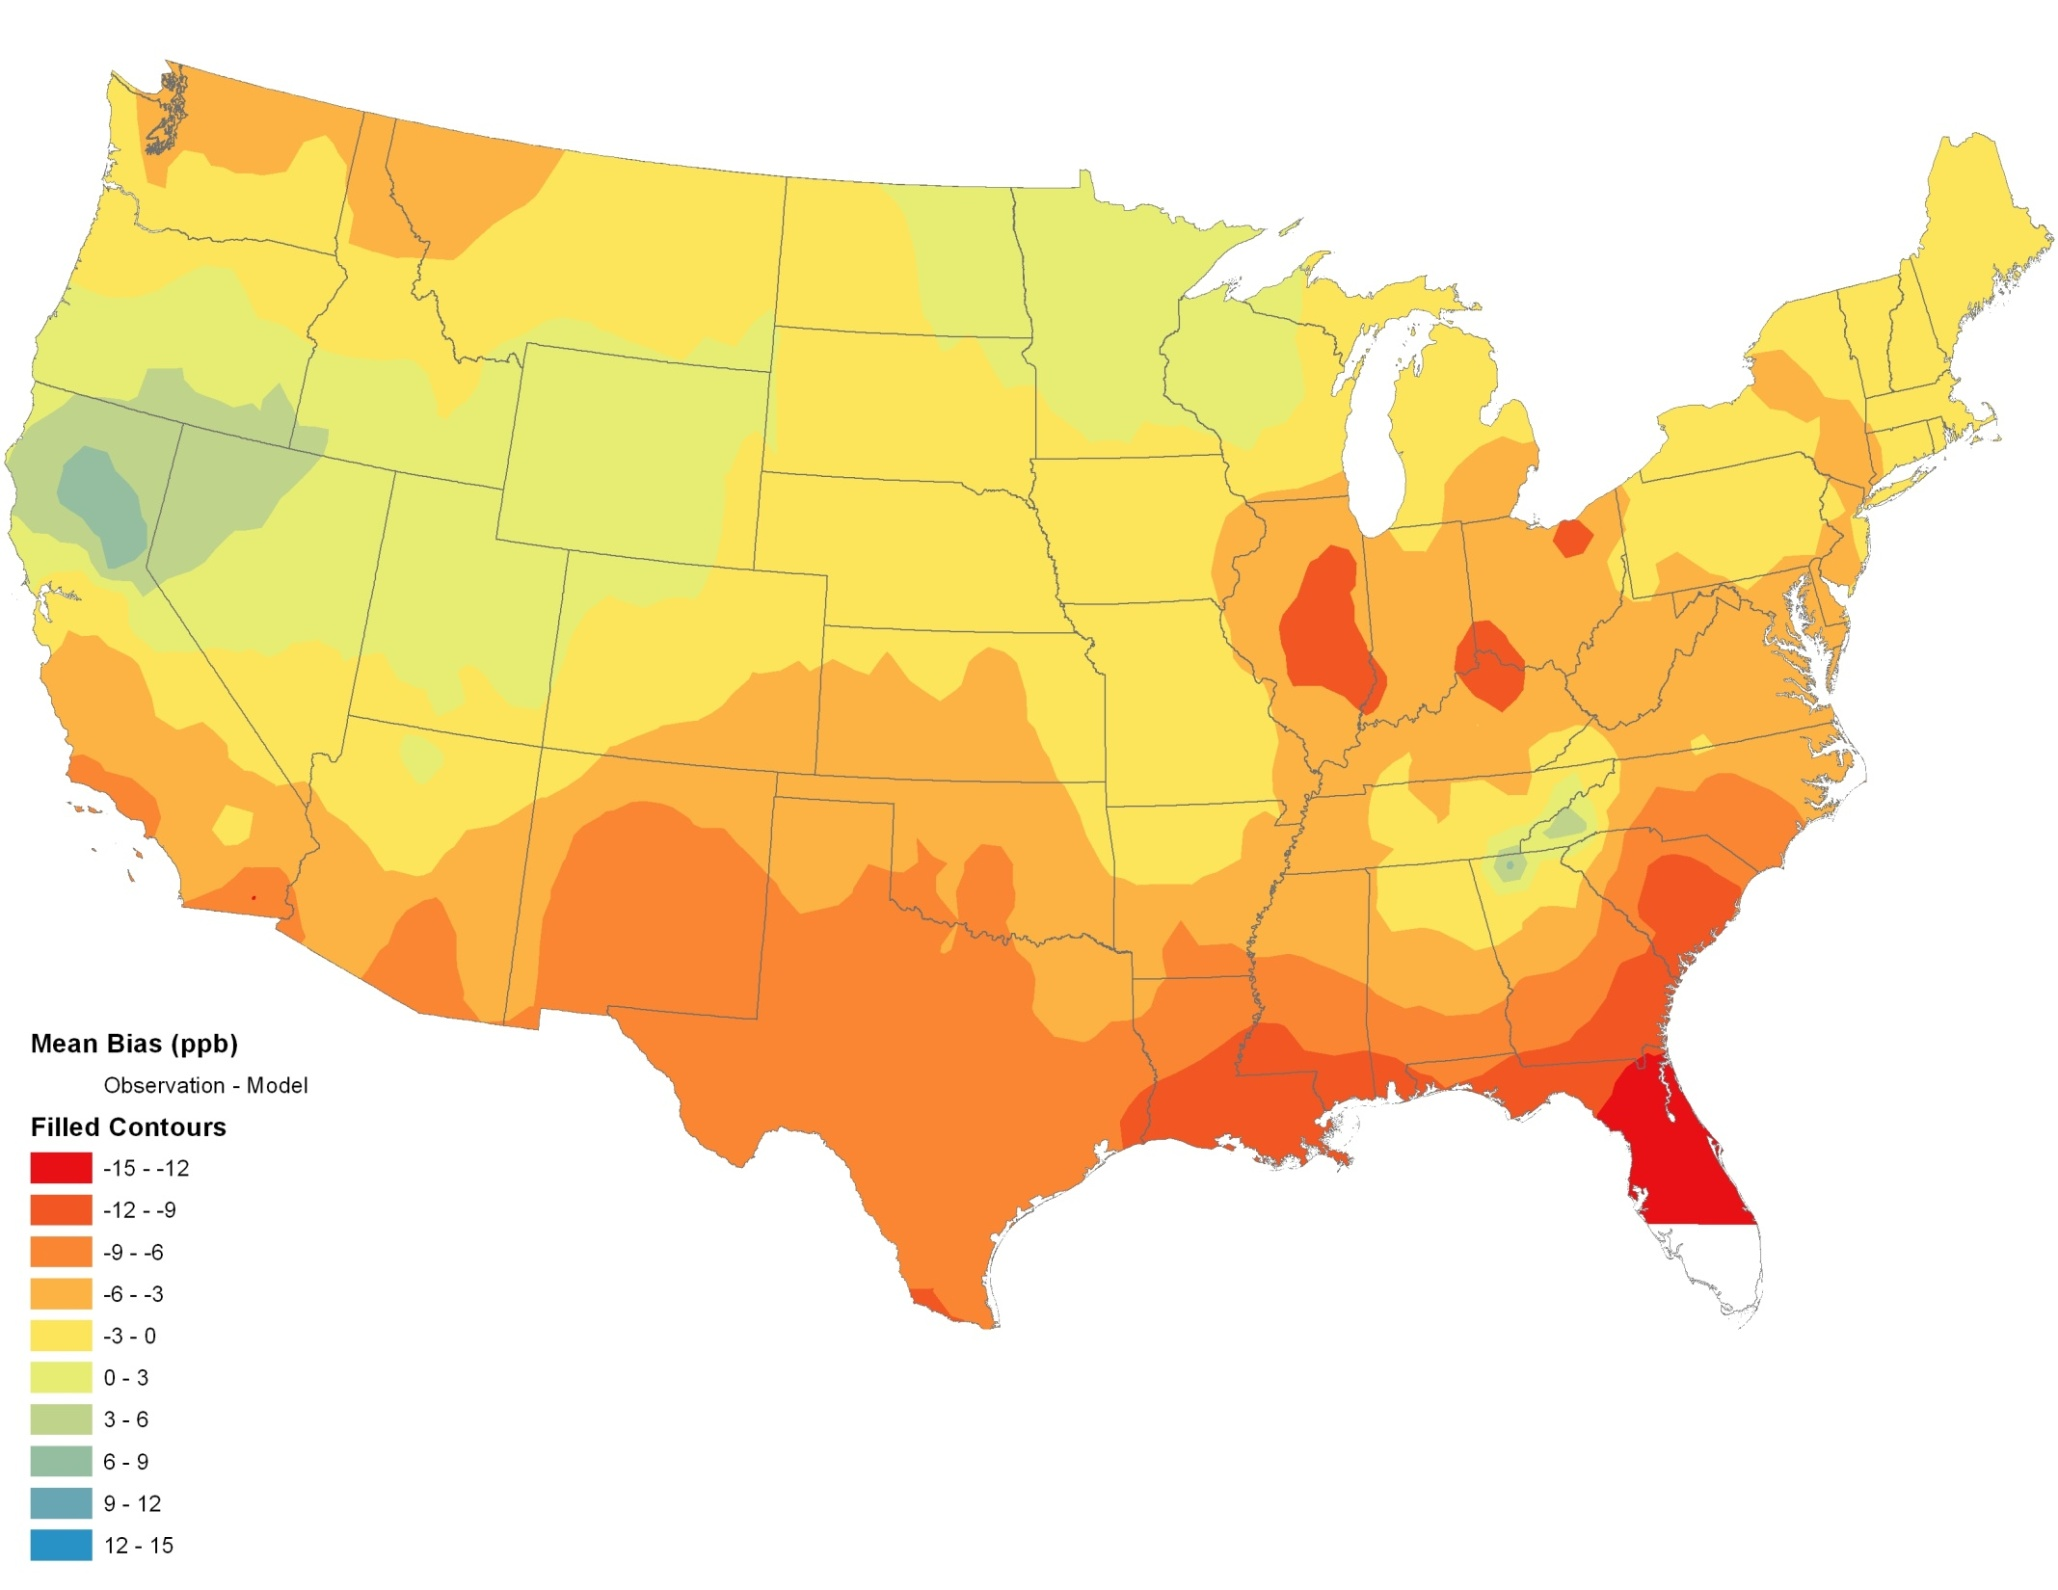 Mean Bias (ppb)
Observation - Model
Filled Contours
-15 - -12
-12 - -9
-9 - -6
-6 - -3
-3 - 0
0 - 3
3 - 6
6 - 9
9 - 12
12 - 15